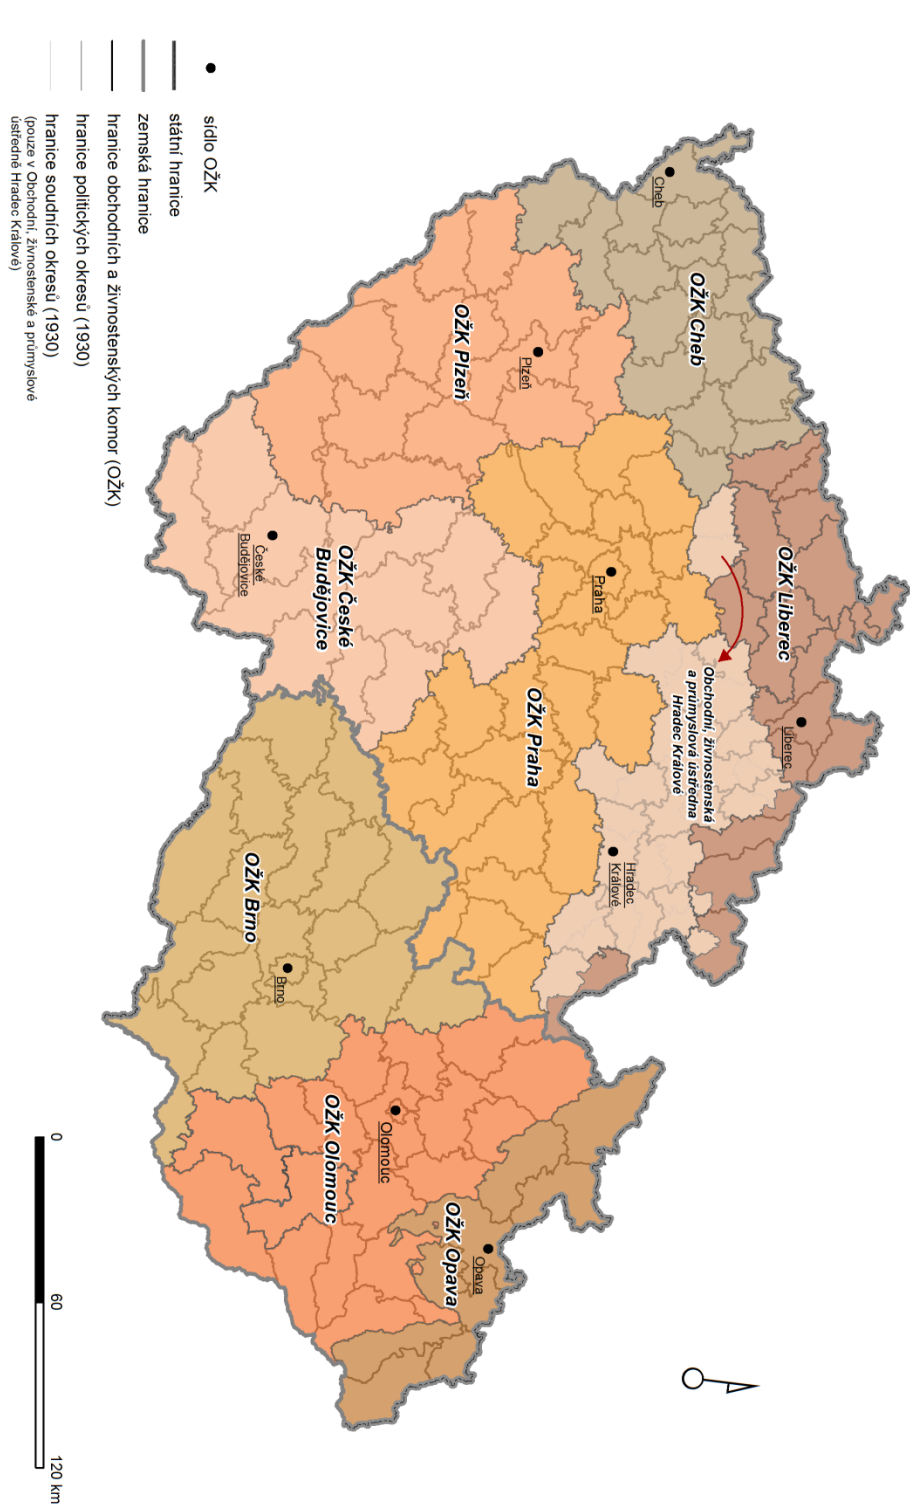 Cheb
OŽK Cheb
OŽK Liberec
Liberec
Obchodní, živnostenská
a průmyslová ústředna
Hradec Králové
Plzeň
OŽK Plzeň
Praha
OŽK Praha
Hradec
Králové
České
Budějovice
OŽK České
Budějovice
OŽK Brno
Brno
Olomouc
OŽK Olomouc
Opava
OŽK Opava
sídlo OŽK
státní hranice
zemská hranice
hranice obchodních a živnostenských komor (OŽK)
hranice politických okresů (1930)
hranice soudních okresů (1930)
(pouze v Obchodní, živnostenské a průmyslové
ústředně Hradec Králové)
0 60 120 km